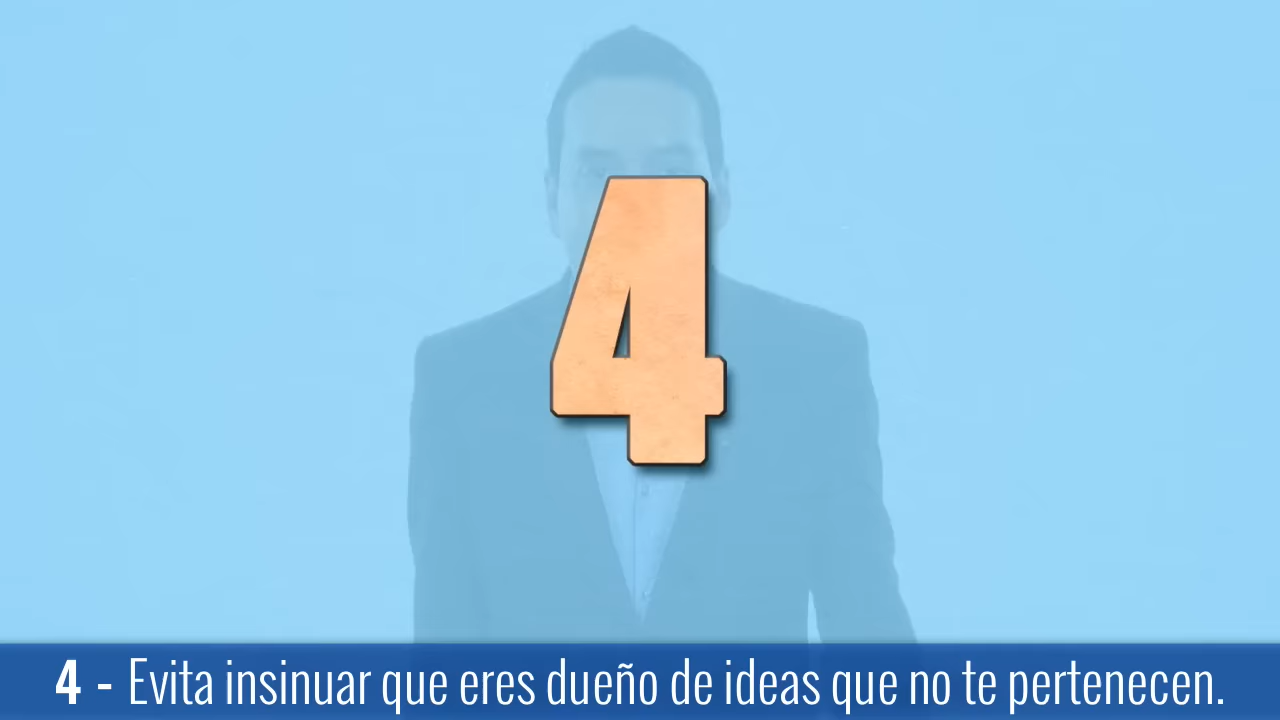 4
4 - Evita insinuar que eres dueño de ideas que no te pertenecen.